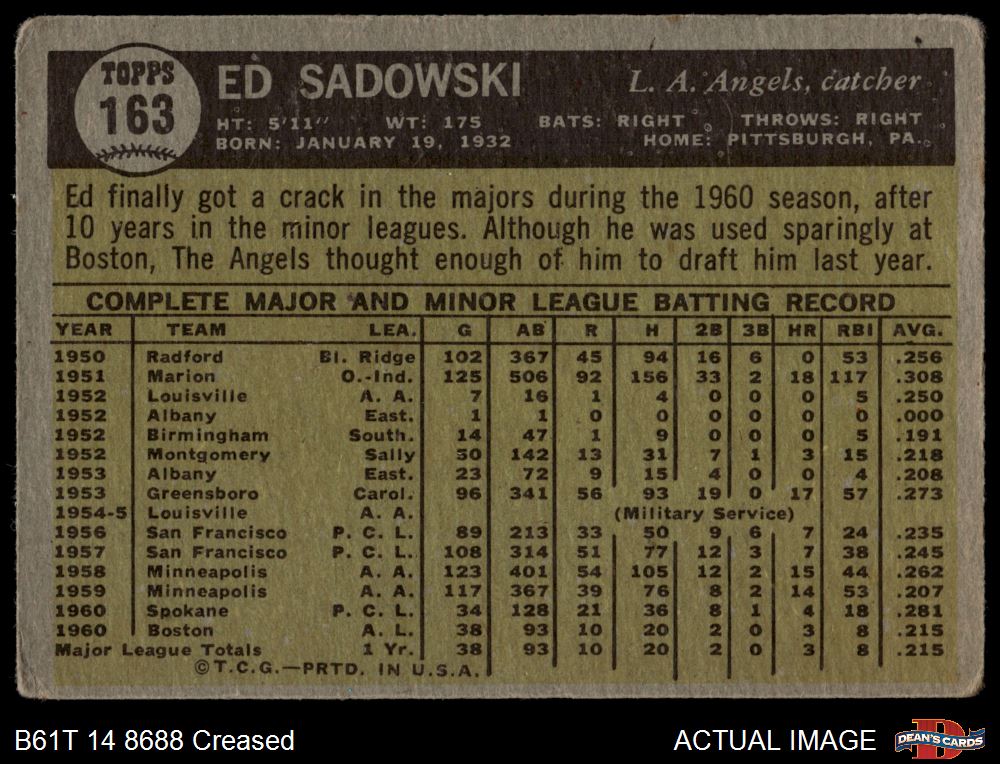 TOPPS
163
ED SADOWSKI
L. A. Angels, catcher
HT: 5'11" WT: 175 BATS: RIGHT THROWS: RIGHT
BORN: JANUARY 19, 1932 HOME: PITTSBURGH, PA.
Ed finally got a crack in the majors during the 1960 season, after
10 years in the minor leagues. Although he was used sparingly at
Boston, The Angels thought enough of him to draft him last year.
COMPLETE MAJOR AND MINOR LEAGUE BATTING RECORD
YEAR TEAM LEA. G AB R H 2B 3B HR RBI AVG.
1950 Radford Bl. Ridge 102 367 45 94 16 6 0 53 .256
1951 Marion O.-Ind. 125 506 92 156 33 2 18 117 .308
1952 Louisville A. A. 7 16 1 4 0 0 0 5 .250
1952 Albany East. 1 1 0 0 0 0 0 0 .000
1952 Birmingham South. 14 47 1 9 0 0 0 5 .191
1952 Montgomery Sally 50 142 13 31 7 1 3 15 .218
1953 Albany East. 23 72 9 15 4 0 0 4 .208
1953 Greensboro Carol. 96 341 56 93 19 0 17 57 .273
1954-5 Louisville A. A. (Military Service)
1956 San Francisco P. C. L. 89 213 33 50 9 6 7 24 .235
1957 San Francisco P. C. L. 108 314 51 77 12 3 7 38 .245
1958 Minneapolis A. A. 123 401 54 105 12 2 15 44 .262
1959 Minneapolis A. A. 117 367 39 76 8 2 14 53 .207
1960 Spokane P. C. L. 34 128 21 36 8 1 4 18 .281
1960 Boston A. L. 38 93 10 20 2 0 3 8 .215
Major League Totals 1 Yr. 38 93 10 20 2 0 3 8 .215
©T.C.G.—PRTD. IN U.S.A.
B61T 14 8688 Creased
ACTUAL IMAGE
DEAN'S CARDS